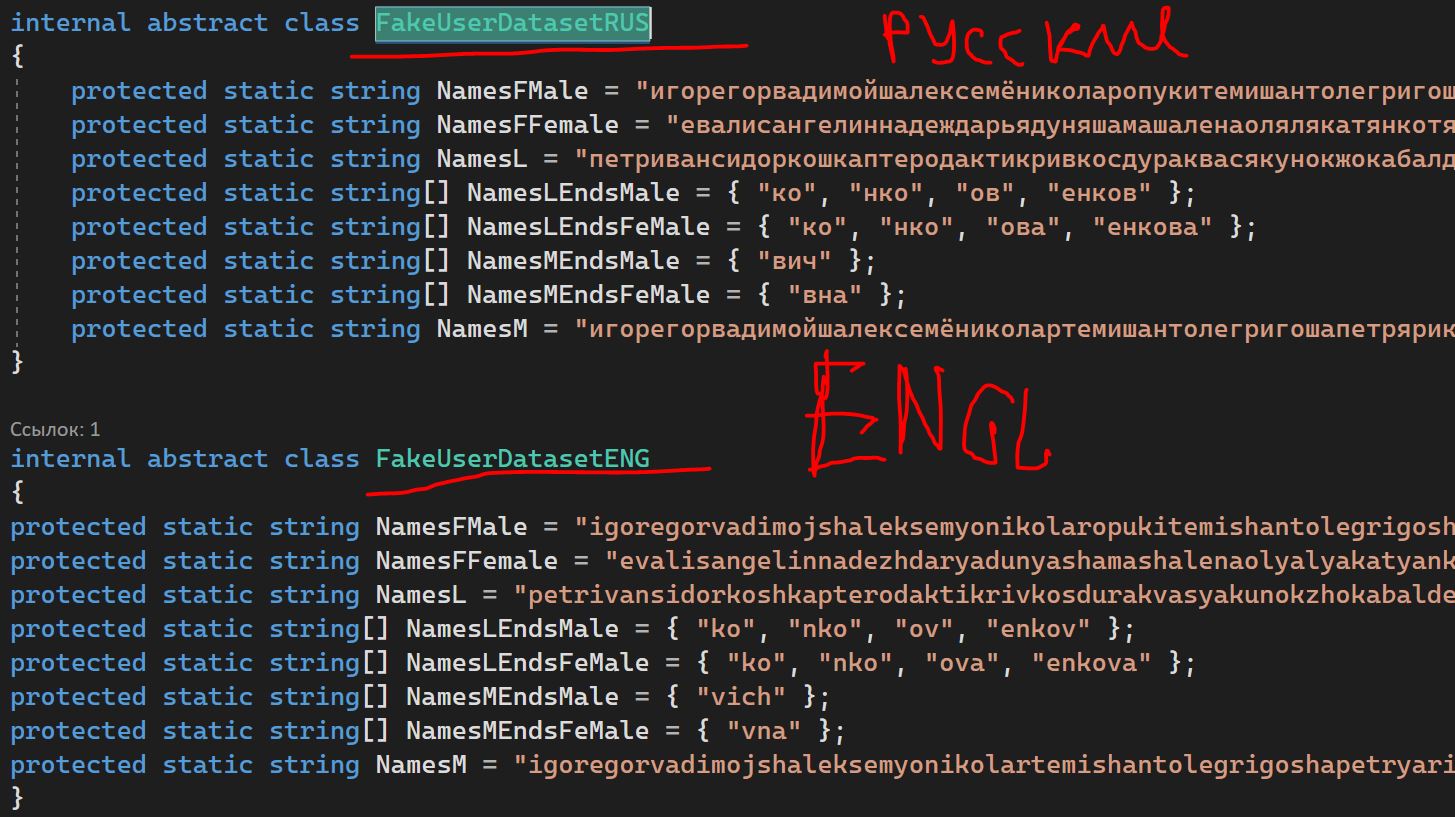 internal abstract class FakeUserDatasetRUS
Русский
{
protected static string NamesFMale = "игорегорвадимойшалексемёниколаропукитемишантолегригош
protected static string NamesFFemale = "евалисангелиннадеждарьядуняшамашаленаолялякатянкотя
protected static string NamesL = "петривансидоркошкаптеродактикривкосдураквасякунокжокабалд
protected static string[] NamesLEndsMale = { "ко", "нко", "ов", "енков" };
protected static string[] NamesLEndsFeMale = { "ко", "нко", "ова", "енкова" };
protected static string[] NamesMEndsMale = { "вич" };
protected static string[] NamesMEndsFeMale = { "вна" };
protected static string NamesM = "игорегорвадимойшалексемёниколартемишантолегригошапетрярик
}
ENGL
Ссылок: 1
internal abstract class FakeUserDatasetENG
{
protected static string NamesFMale = "igoregorvadimojshaleksemyonikolaropukitemishantolegrigosh
protected static string NamesFFemale = "evalisangelinnadezhdaryadunyashamashalenaolyalyakatyank
protected static string NamesL = "petrivansidorkoshkapterodaktikrivkosdurakvasyakunokzhokabalde
protected static string[] NamesLEndsMale = { "ko", "nko", "ov", "enkov" };
protected static string[] NamesLEndsFeMale = { "ko", "nko", "ova", "enkova" };
protected static string[] NamesMEndsMale = { "vich" };
protected static string[] NamesMEndsFeMale = { "vna" };
protected static string NamesM = "igoregorvadimojshaleksemyonikolartemishantolegrigoshapetryari
}